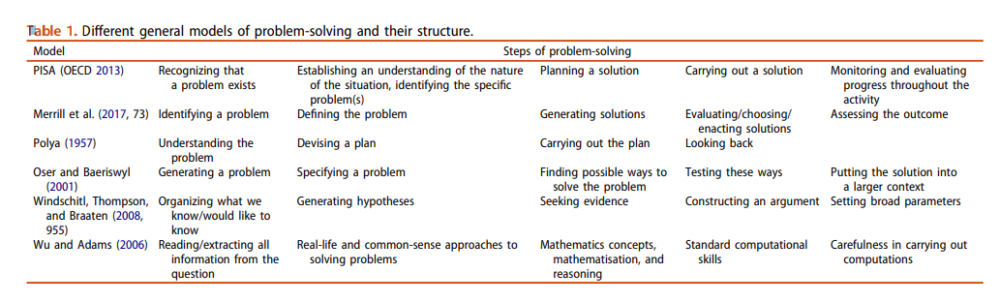 Table 1. Different general models of problem-solving and their structure.
Model Steps of problem-solving
PISA (OECD 2013) Recognizing that Establishing an understanding of the nature Planning a solution Carrying out a solution Monitoring and evaluating
a problem exists of the situation, identifying the specific progress throughout the
problem(s) activity
Merrill et al. (2017, 73) Identifying a problem Defining the problem Generating solutions Evaluating/choosing/ Assessing the outcome
enacting solutions
Polya (1957) Understanding the Devising a plan Carrying out the plan Looking back
problem
Oser and Baeriswyl Generating a problem Specifying a problem Finding possible ways to Testing these ways Putting the solution into
(2001) solve the problem a larger context
Windschitl, Thompson, Organizing what we Generating hypotheses Seeking evidence Constructing an argument Setting broad parameters
and Braaten (2008, know/would like to
955) know
Wu and Adams (2006) Reading/extracting all Real-life and common-sense approaches to Mathematics concepts, Standard computational Carefulness in carrying out
information from the solving problems mathematisation, and skills computations
question reasoning